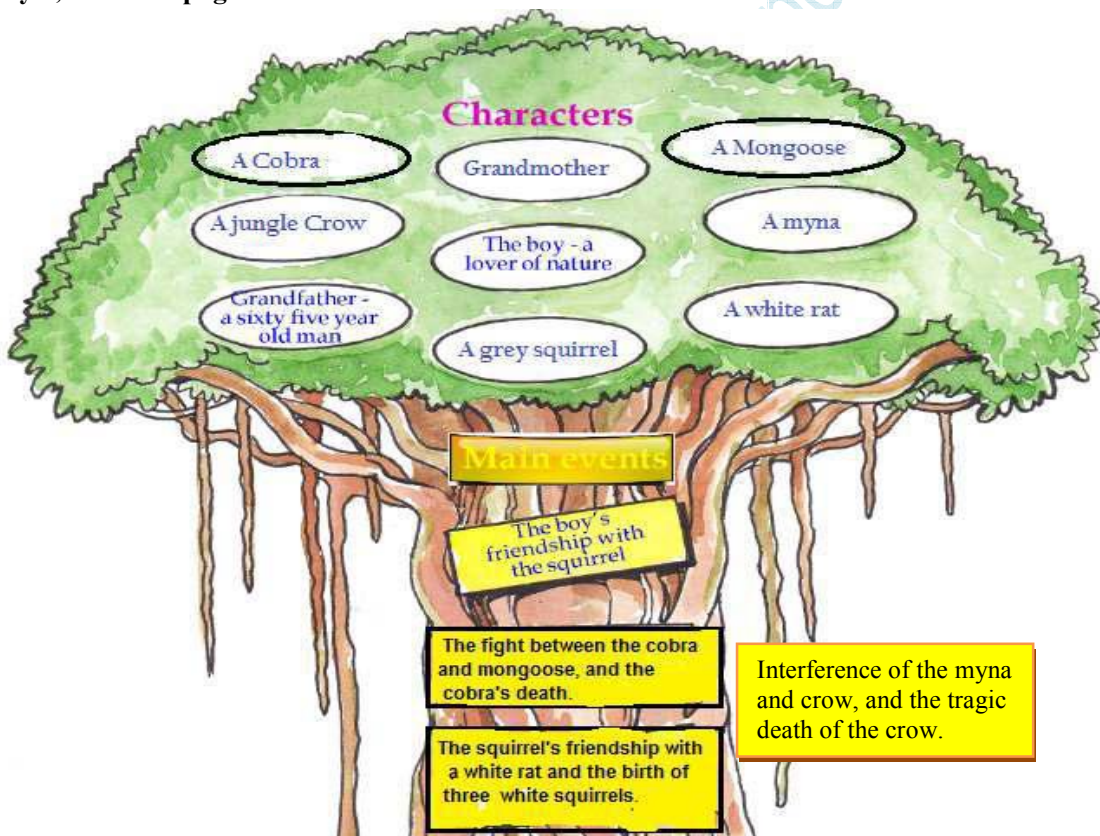 Characters
A Cobra
Grandmother
A Mongoose
A jungle Crow
The boy - a
lover of nature
A myna
Grandfather -
a sixty five year
old man
A grey squirrel
A white rat
Main events
The boy's
friendship with
the squirrel
The fight between the cobra
and mongoose, and the
cobra's death.
Interference of the myna
and crow, and the tragic
death of the crow.
The squirrel's friendship with
a white rat and the birth of
three white squirrels.